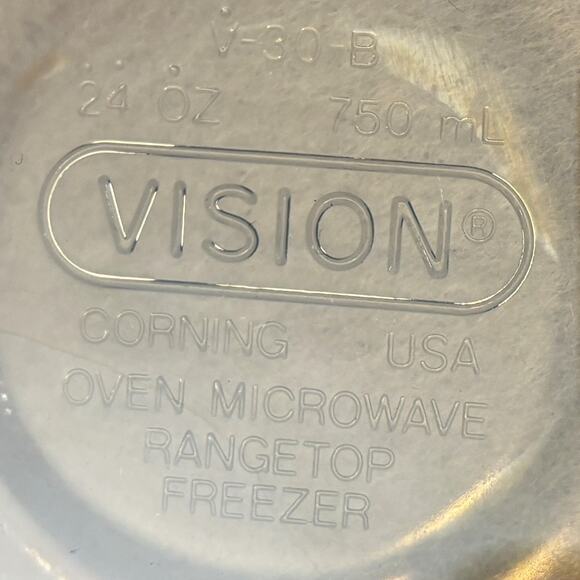 V-30-B
24 OZ 750 mL
VISION®
CORNING USA
OVEN MICROWAVE
RANGETOP
FREEZER